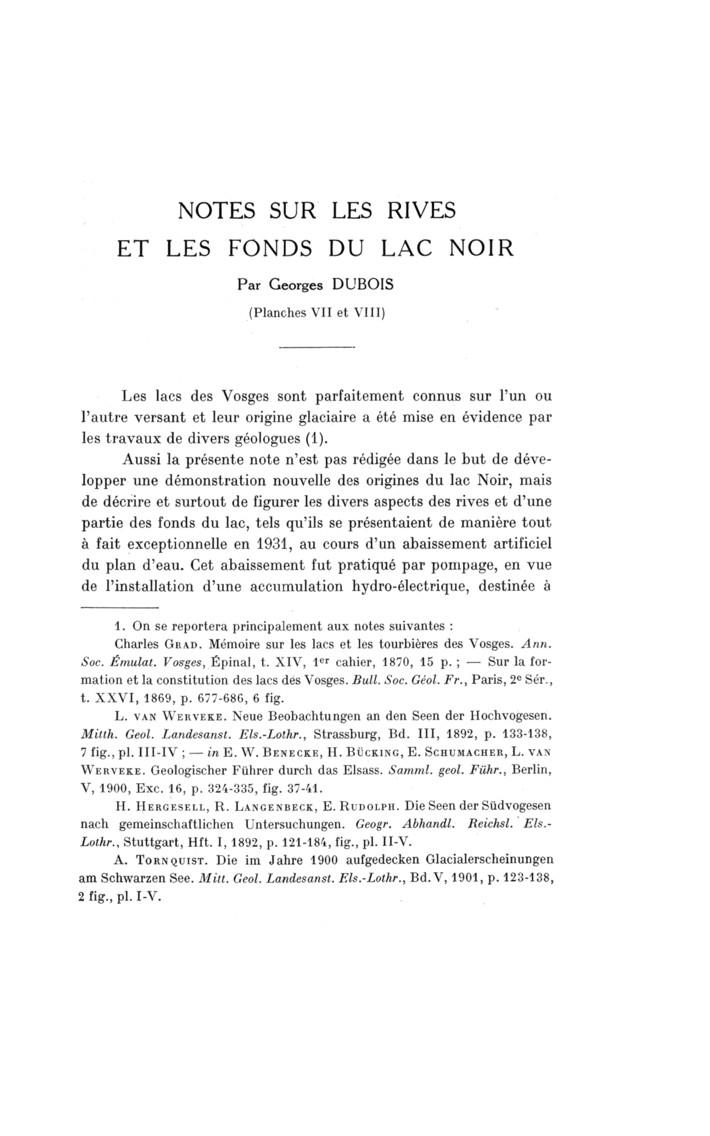 NOTES SUR LES RIVES
ET LES FONDS DU LAC NOIR
Par Georges DUBOIS
(Planches VII et VIII)
Les lacs des Vosges sont parfaitement connus sur l'un ou
l'autre versant et leur origine glaciaire a été mise en évidence par
les travaux de divers géologues (1).
Aussi la présente note n'est pas rédigée dans le but de déve-
lopper une démonstration nouvelle des origines du lac Noir, mais
de décrire et surtout de figurer les divers aspects des rives et d'une
partie des fonds du lac, tels qu'ils se présentaient de manière tout
à fait exceptionnelle en 1931, au cours d'un abaissement artificiel
du plan d'eau. Cet abaissement fut pratiqué par pompage, en vue
de l'installation d'une accumulation hydro-électrique, destinée à
1. On se reportera principalement aux notes suivantes :
Charles GRAD. Mémoire sur les lacs et les tourbières des Vosges. Ann.
Soc. Émulat. Vosges, Épinal, t. XIV, 1er cahier, 1870, 15 p. ; — Sur la for-
mation et la constitution des lacs des Vosges. Bull. Soc. Géol. Fr., Paris, 2e Sér.,
t. XXVI, 1869, p. 677-686, 6 fig.
L. VAN WERVEKE. Neue Beobachtungen an den Seen der Hochvogesen.
Mitth. Geol. Landesanst. Els.-Lothr., Strassburg, Bd. III, 1892, p. 133-138,
7 fig., pl. III-IV ; — in E. W. BENECKE, H. BÜCKING, E. SCHUMACHER, L. VAN
WERVEKE. Geologischer Führer durch das Elsass. Samml. geol. Führ., Berlin,
V, 1900, Exc. 16, p. 324-335, fig. 37-41.
H. HERGESELL, R. LANGENBECK, E. RUDOLPH. Die Seen der Südvogesen
nach gemeinschaftlichen Untersuchungen. Geogr. Abhandl. Reichsl. Els.-
Lothr., Stuttgart, Hft. I, 1892, p. 121-184, fig., pl. II-V.
A. TORNQUIST. Die im Jahre 1900 aufgedecken Glacialerscheinungen
am Schwarzen See. Mitt. Geol. Landesanst. Els.-Lothr., Bd. V, 1901, p. 123-138,
2 fig., pl. I-V.